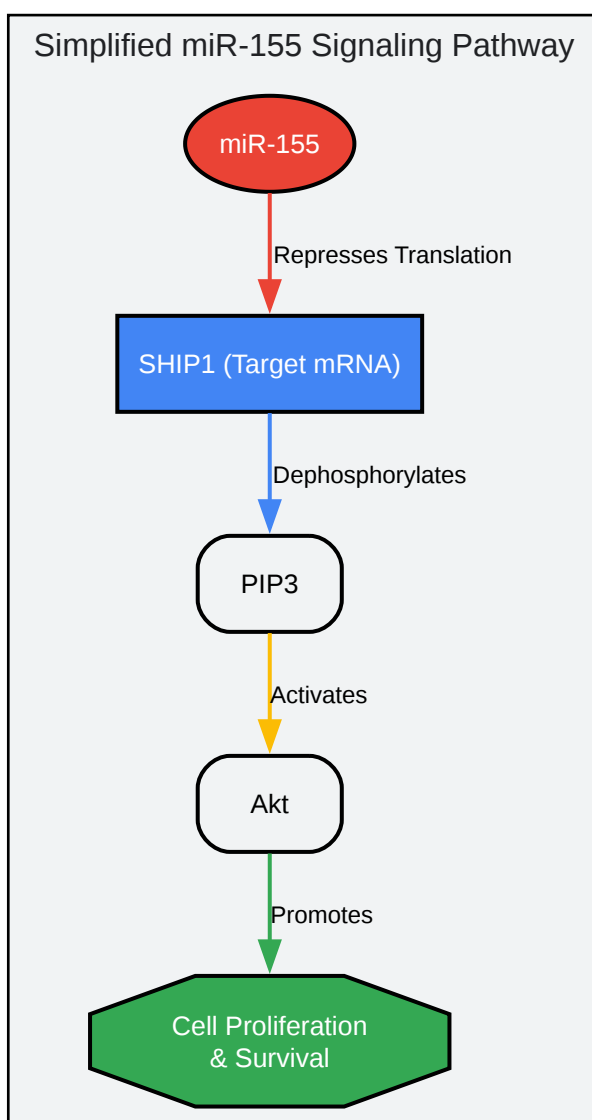 Simplified miR-155 Signaling Pathway
miR-155
Represses Translation
SHIP1 (Target mRNA)
Dephosphorylates
PIP3
Activates
Akt
Promotes
Cell Proliferation
& Survival